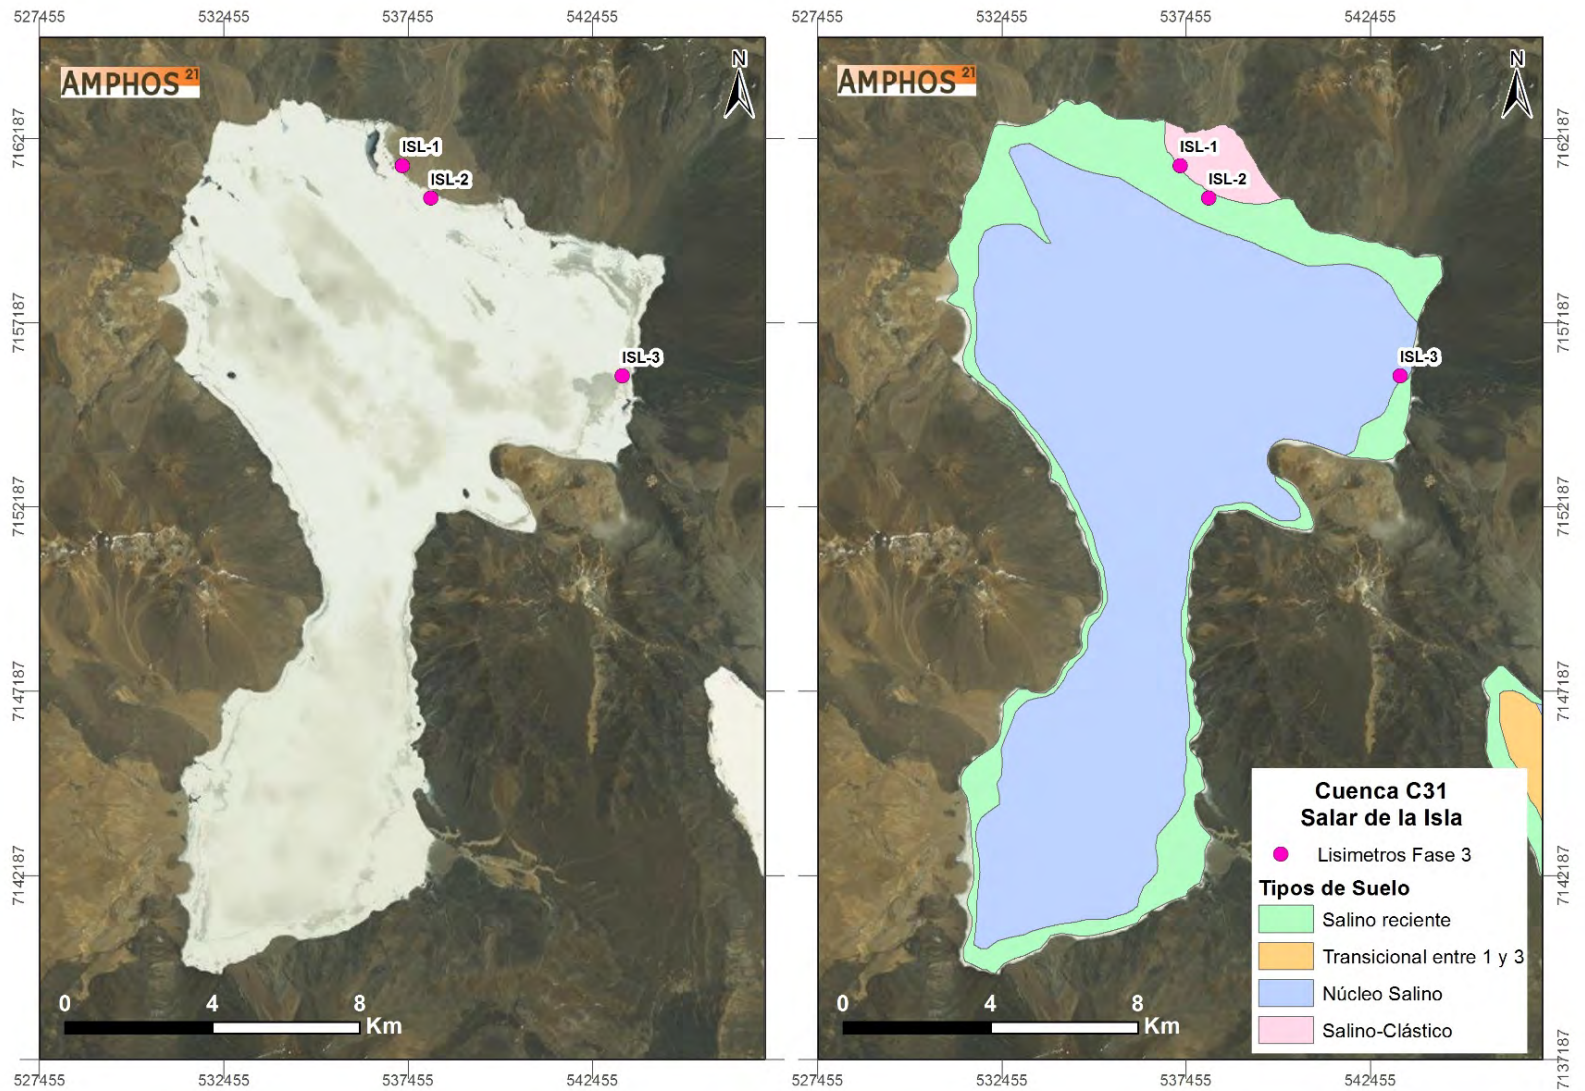 527455 532455 537455 542455 527455 532455 537455 542455
AMPHOS 21
N
AMPHOS 21
N
7162187
7162187
ISL-1
ISL-2
ISL-1
ISL-2
7157187
7157187
ISL-3
ISL-3
7152187
7152187
7147187
7147187
Cuenca C31
Salar de la Isla
Lisimetros Fase 3
Tipos de Suelo
Salino reciente
Transicional entre 1 y 3
Núcleo Salino
Salino-Clástico
7142187
7142187
0 4 8
Km
0 4 8
Km
7137187
527455 532455 537455 542455 527455 532455 537455 542455